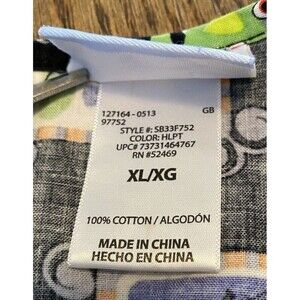 127164-0513 GB
97752
STYLE #: SB33F752
COLOR: HLPT
UPC# 73731464767
RN #52469
XL/XG
100% COTTON / ALGODÓN
MADE IN CHINA
HECHO EN CHINA